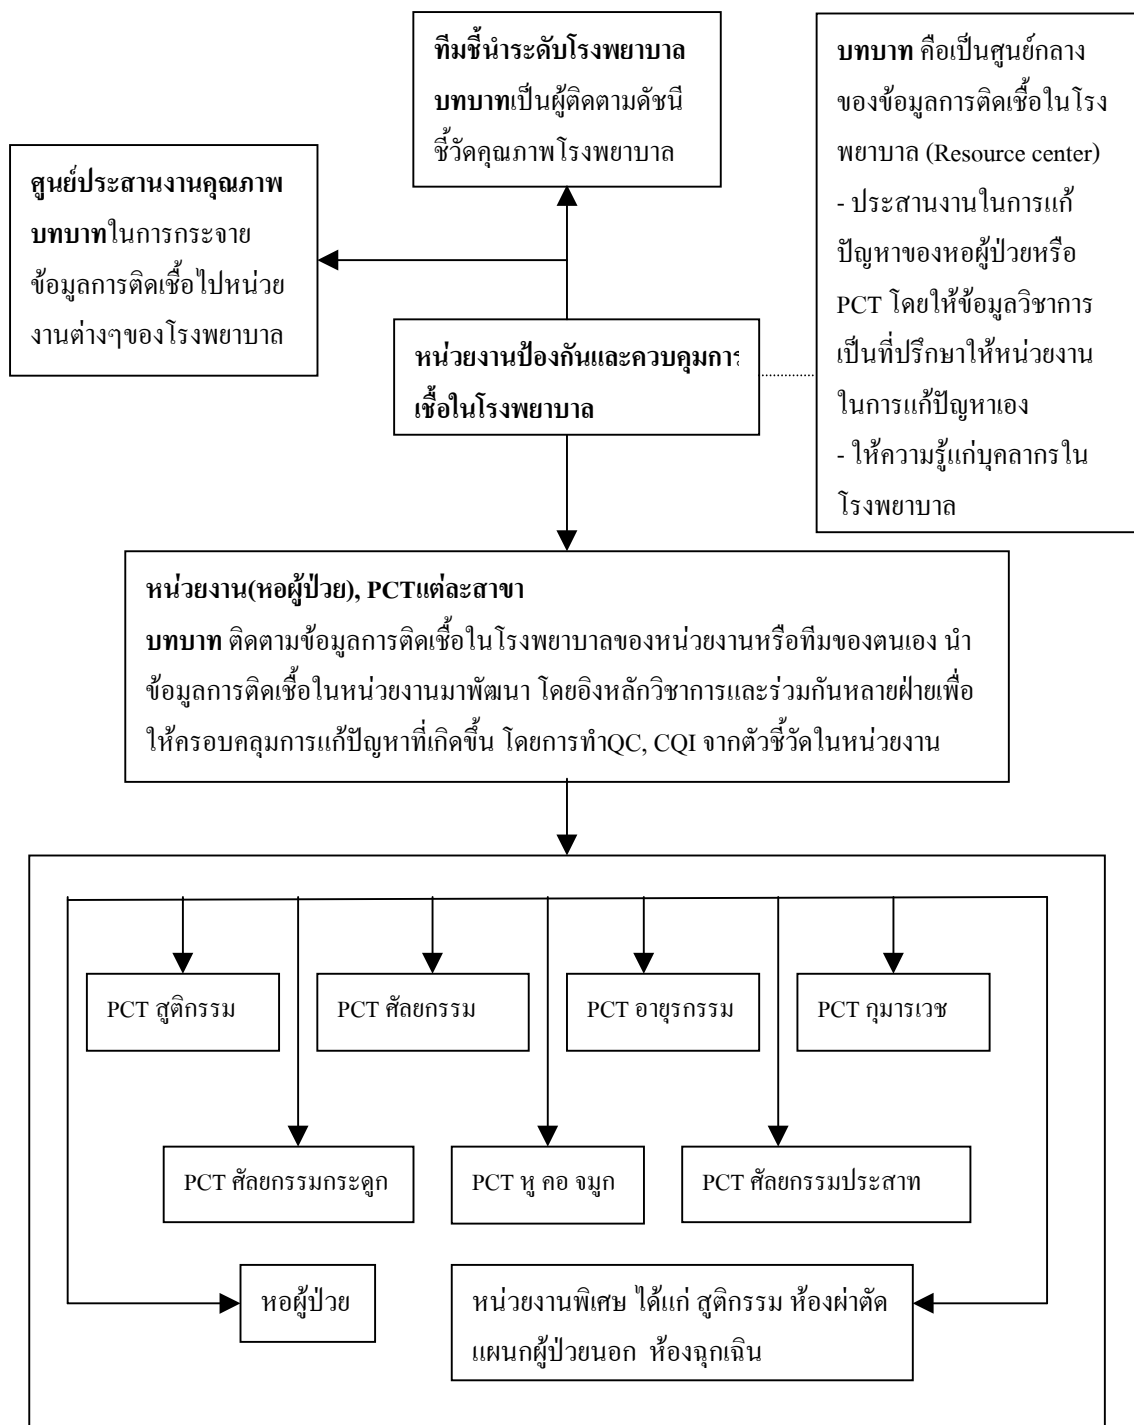 ทีมชี้นำระดับโรงพยาบาล
บทบาทเป็นผู้ติดตามดัชนี
ชี้วัดคุณภาพโรงพยาบาล
บทบาท คือเป็นศูนย์กลาง
ของข้อมูลการติดเชื้อในโรง
พยาบาล (Resource center)
- ประสานงานในการแก้
ปัญหาของหอผู้ป่วยหรือ
PCT โดยให้ข้อมูลวิชาการ
เป็นที่ปรึกษาให้หน่วยงาน
ในการแก้ปัญหาเอง
- ให้ความรู้แก่บุคลากรใน
โรงพยาบาล
ศูนย์ประสานงานคุณภาพ
บทบาทในการกระจาย
ข้อมูลการติดเชื้อไปหน่วย
งานต่างๆของโรงพยาบาล
หน่วยงานป้องกันและควบคุมการ
เชื้อในโรงพยาบาล
หน่วยงาน(หอผู้ป่วย), PCTแต่ละสาขา
บทบาท ติดตามข้อมูลการติดเชื้อในโรงพยาบาลของหน่วยงานหรือทีมของตนเอง นำ
ข้อมูลการติดเชื้อในหน่วยงานมาพัฒนา โดยอิงหลักวิชาการและร่วมกันหลายฝ่ายเพื่อ
ให้ครอบคลุมการแก้ปัญหาที่เกิดขึ้น โดยการทำQC, CQI จากตัวชี้วัดในหน่วยงาน
PCT สูติกรรม
PCT ศัลยกรรม
PCT อายุรกรรม
PCT กุมารเวช
PCT ศัลยกรรมกระดูก
PCT หู คอ จมูก
PCT ศัลยกรรมประสาท
หอผู้ป่วย
หน่วยงานพิเศษ ได้แก่ สูติกรรม ห้องผ่าตัด
แผนกผู้ป่วยนอก ห้องฉุกเฉิน